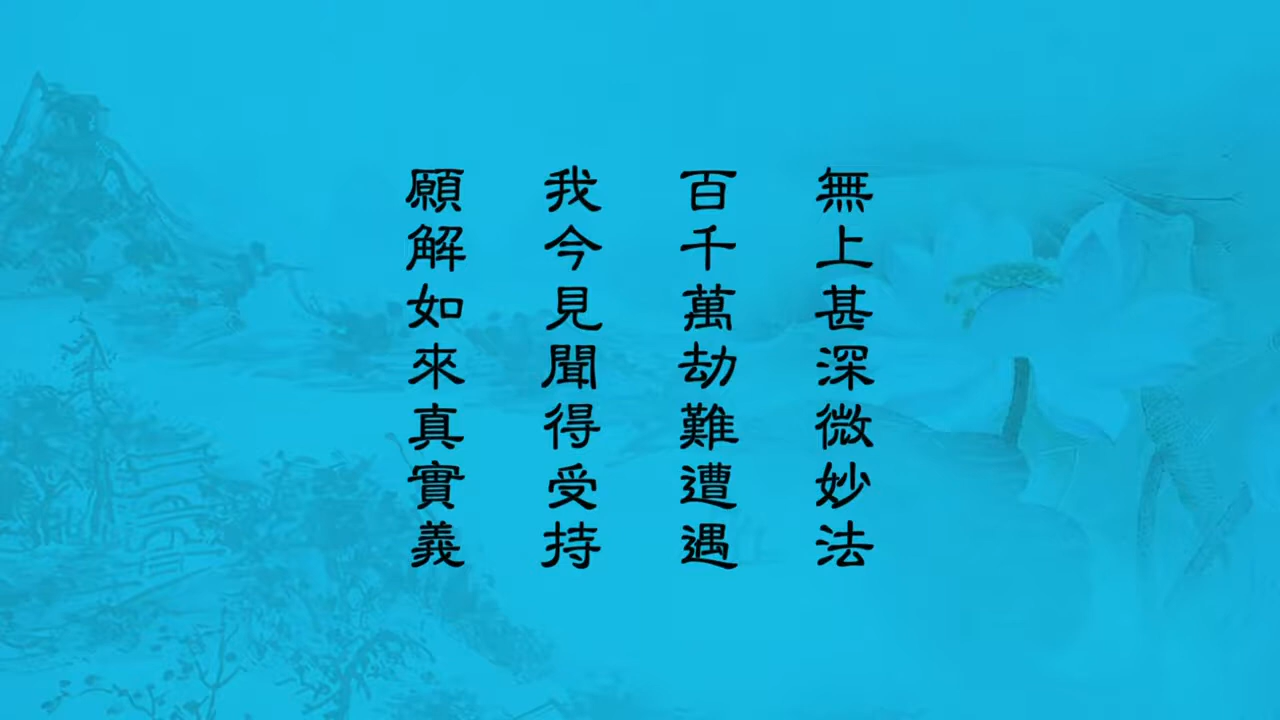 無上甚深微妙法
百千萬劫難遭遇
我今見聞得受持
願解如來真實義